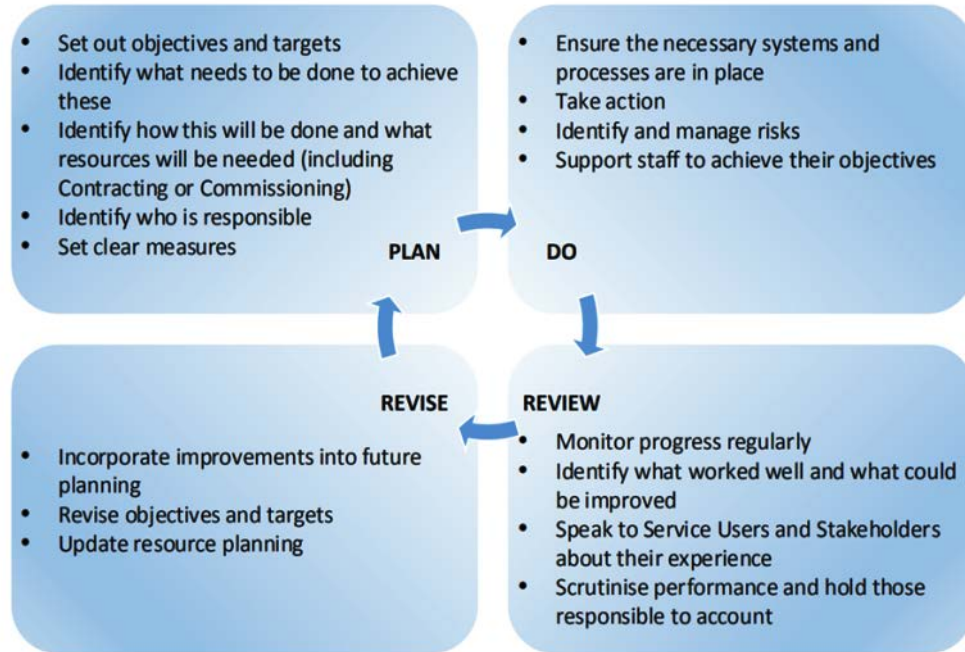 • Set out objectives and targets
• Identify what needs to be done to achieve
these
• Identify how this will be done and what
resources will be needed (including
Contracting or Commissioning)
• Identify who is responsible
• Set clear measures
PLAN
• Ensure the necessary systems and
processes are in place
• Take action
• Identify and manage risks
• Support staff to achieve their objectives
DO
REVISE
• Incorporate improvements into future
planning
• Revise objectives and targets
• Update resource planning
REVIEW
• Monitor progress regularly
• Identify what worked well and what could
be improved
• Speak to Service Users and Stakeholders
about their experience
• Scrutinise performance and hold those
responsible to account